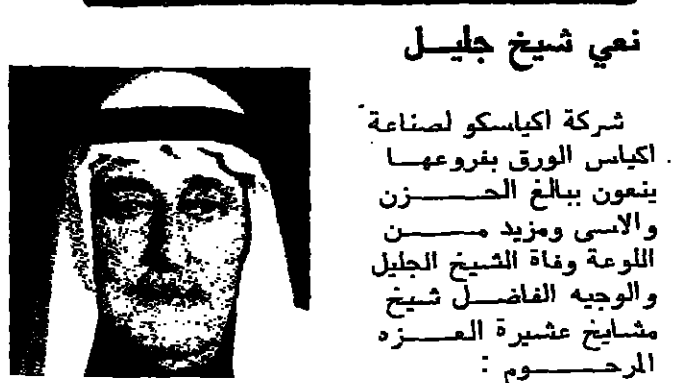 نعي شيخ جليل
شركة اكياسكو لصناعة
اكياس الورق بفروعها
ينعون ببالغ الحزن
والاسى ومزيد من
اللوعة وفاة الشيخ الجليل
والوجيه الفاضل شيخ
مشايخ عشيرة العزه
المرحوم :